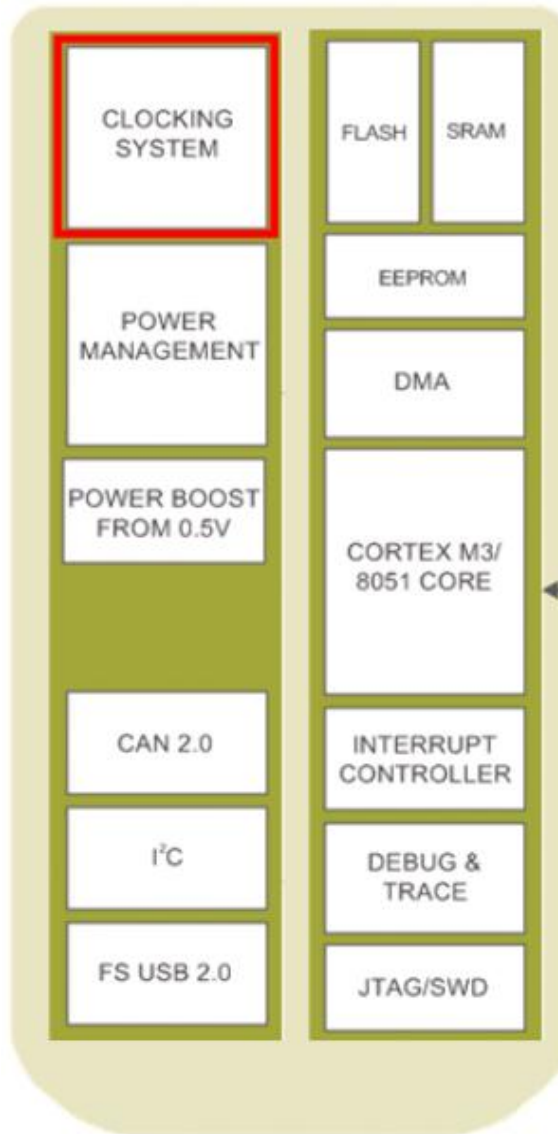 CLOCKING
SYSTEM
POWER
MANAGEMENT
POWER BOOST
FROM 0.5V
CAN 2.0
I²C
FS USB 2.0
FLASH
SRAM
EEPROM
DMA
CORTEX M3/
8051 CORE
INTERRUPT
CONTROLLER
DEBUG &
TRACE
JTAG/SWD